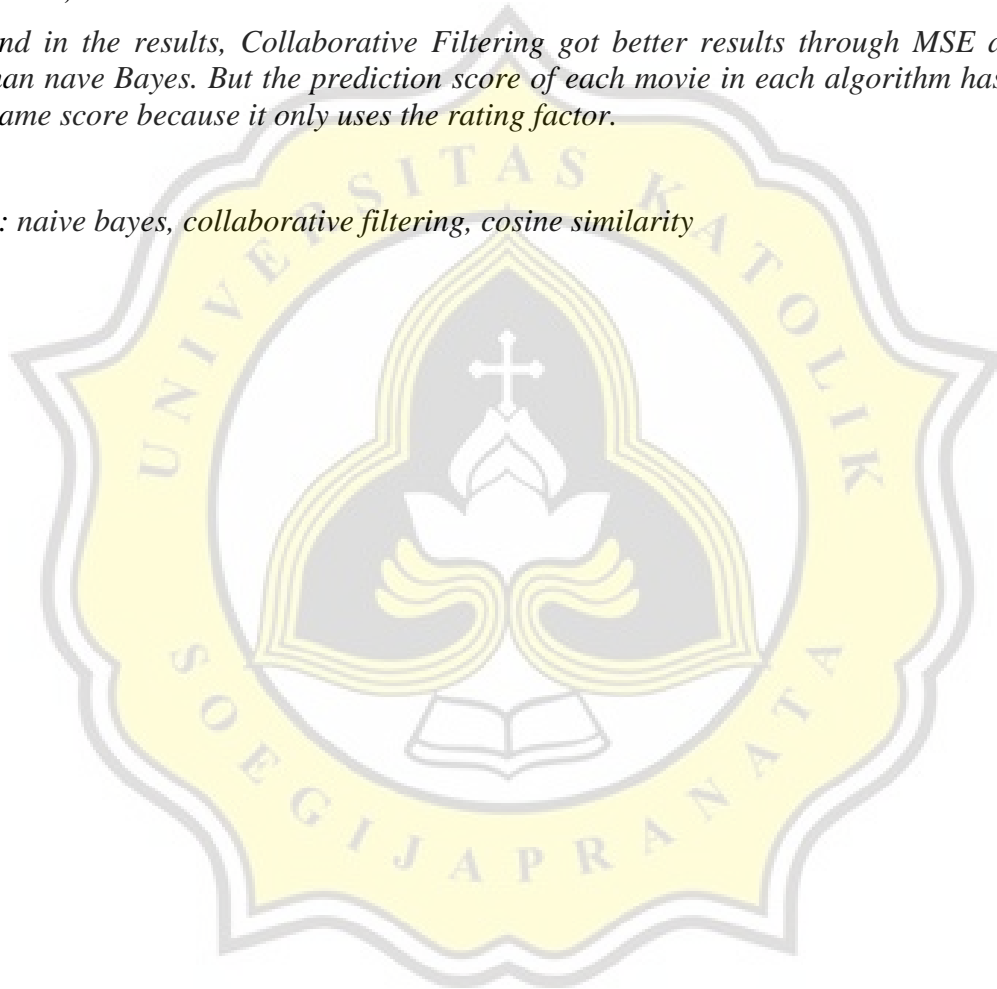 nd in the results, Collaborative Filtering got better results through MSE a
han nave Bayes. But the prediction score of each movie in each algorithm has
ame score because it only uses the rating factor.
: naive bayes, collaborative filtering, cosine similarity
UNIVERSITAS KATOLIK
SOEGIJAPRANATA